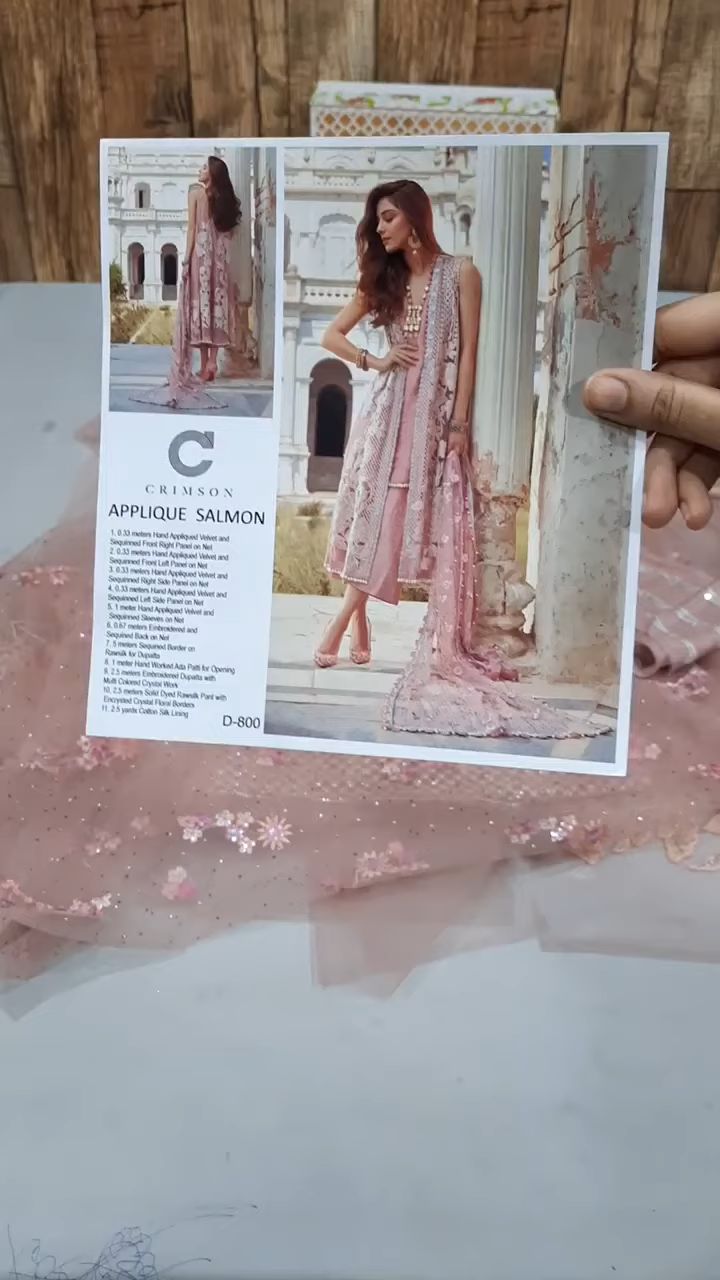 CRIMSON
APPLIQUE SALMON
1. 0.33 meters Hand Appliqued Velvet and
Sequinned Front Right Panel on Net
2. 0.33 meters Hand Appliqued Velvet and
Sequinned Front Left Panel on Net
3. 0.33 meters Hand Appliqued Velvet and
Sequinned Right Side Panel on Net
4. 0.33 meters Hand Appliqued Velvet and
Sequinned Left Side Panel on Net
5. 1 meter Hand Appliqued Velvet and
Sequinned Sleeves on Net
6. 0.67 meters Embroidered and
Sequined Back on Net
7. 5 meters Sequined Border on
Rawsilk for Dupatta
8. 1 meter Hand Worked Ada Patti for Opening
9. 2.5 meters Embroidered Dupatta with
Multi Colored Crystal Work
10. 2.5 meters Solid Dyed Rawsilk Pant with
Encrysted Crystal Floral Borders
11. 2.5 yards Cotton Silk Lining
D-800